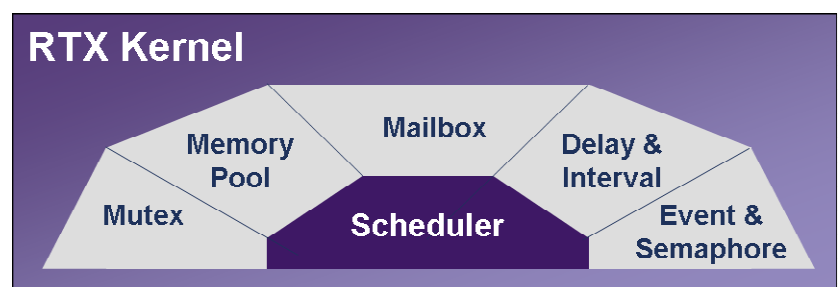 RTX Kernel
Mutex
Memory
Pool
Mailbox
Delay &
Interval
Event &
Semaphore
Scheduler